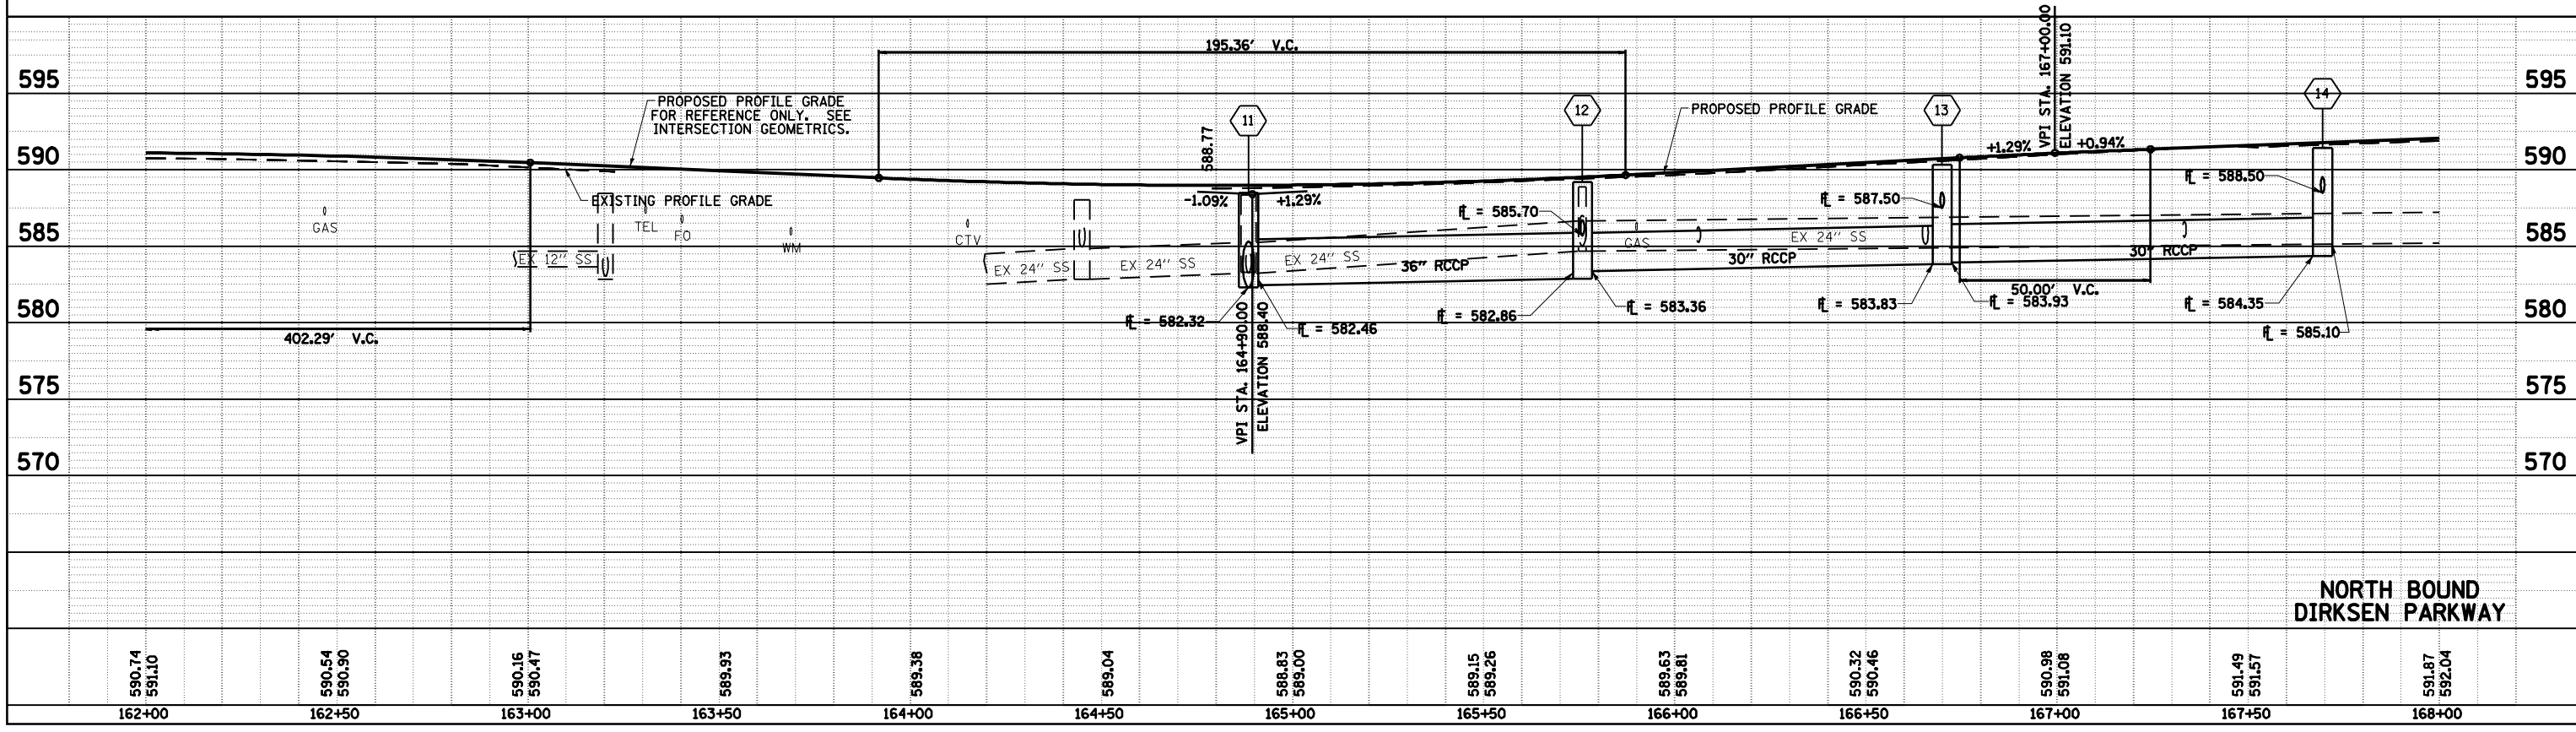 195.36' V.C.
VPI STA. 167+00.00
ELEVATION 591.10
595
595
PROPOSED PROFILE GRADE
FOR REFERENCE ONLY. SEE
INTERSECTION GEOMETRICS.
588.77
11
12
PROPOSED PROFILE GRADE
13
14
+1.29%
+0.94%
590
590
EXISTING PROFILE GRADE
-1.09%
+1.29%
℄ = 585.70
℄ = 587.50
℄ = 588.50
GAS
TEL
FO
WM
CTV
GAS
585
585
EX 12" SS
EX 24" SS
EX 24" SS
EX 24" SS
36" RCCP
30" RCCP
EX 24" SS
30" RCCP
50.00' V.C.
580
580
402.29' V.C.
℄ = 582.32
℄ = 582.46
℄ = 582.86
℄ = 583.36
℄ = 583.83
℄ = 583.93
℄ = 584.35
℄ = 585.10
VPI STA. 164+90.00
ELEVATION 588.40
575
575
570
570
NORTH BOUND
DIRKSEN PARKWAY
590.74
591.10
590.54
590.90
590.16
590.47
589.93
589.38
589.04
588.83
589.00
589.15
589.26
589.63
589.81
590.32
590.46
590.98
591.08
591.49
591.57
591.87
592.04
162+00
162+50
163+00
163+50
164+00
164+50
165+00
165+50
166+00
166+50
167+00
167+50
168+00